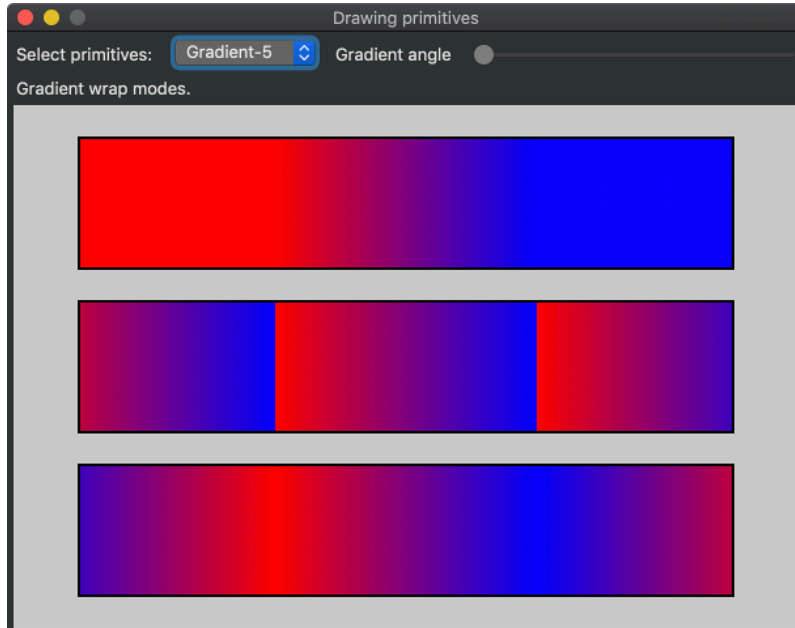 Drawing primitives
Select primitives: Gradient-5 Gradient angle
Gradient wrap modes.